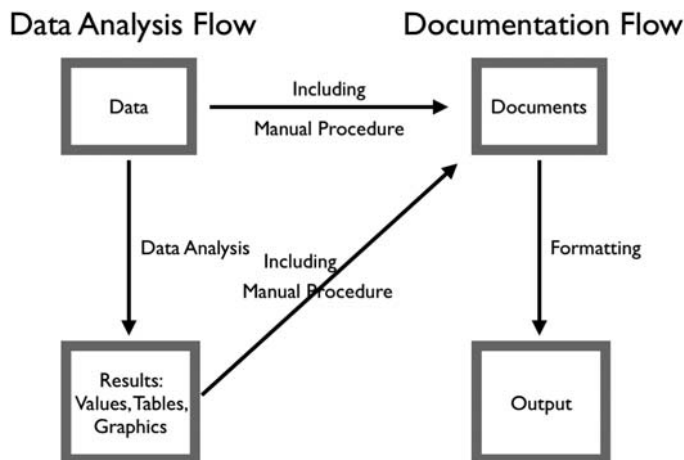 Data Analysis Flow
Documentation Flow
Data
Including
Manual Procedure
Documents
Data Analysis
Including
Manual Procedure
Formatting
Results:
Values, Tables,
Graphics
Output